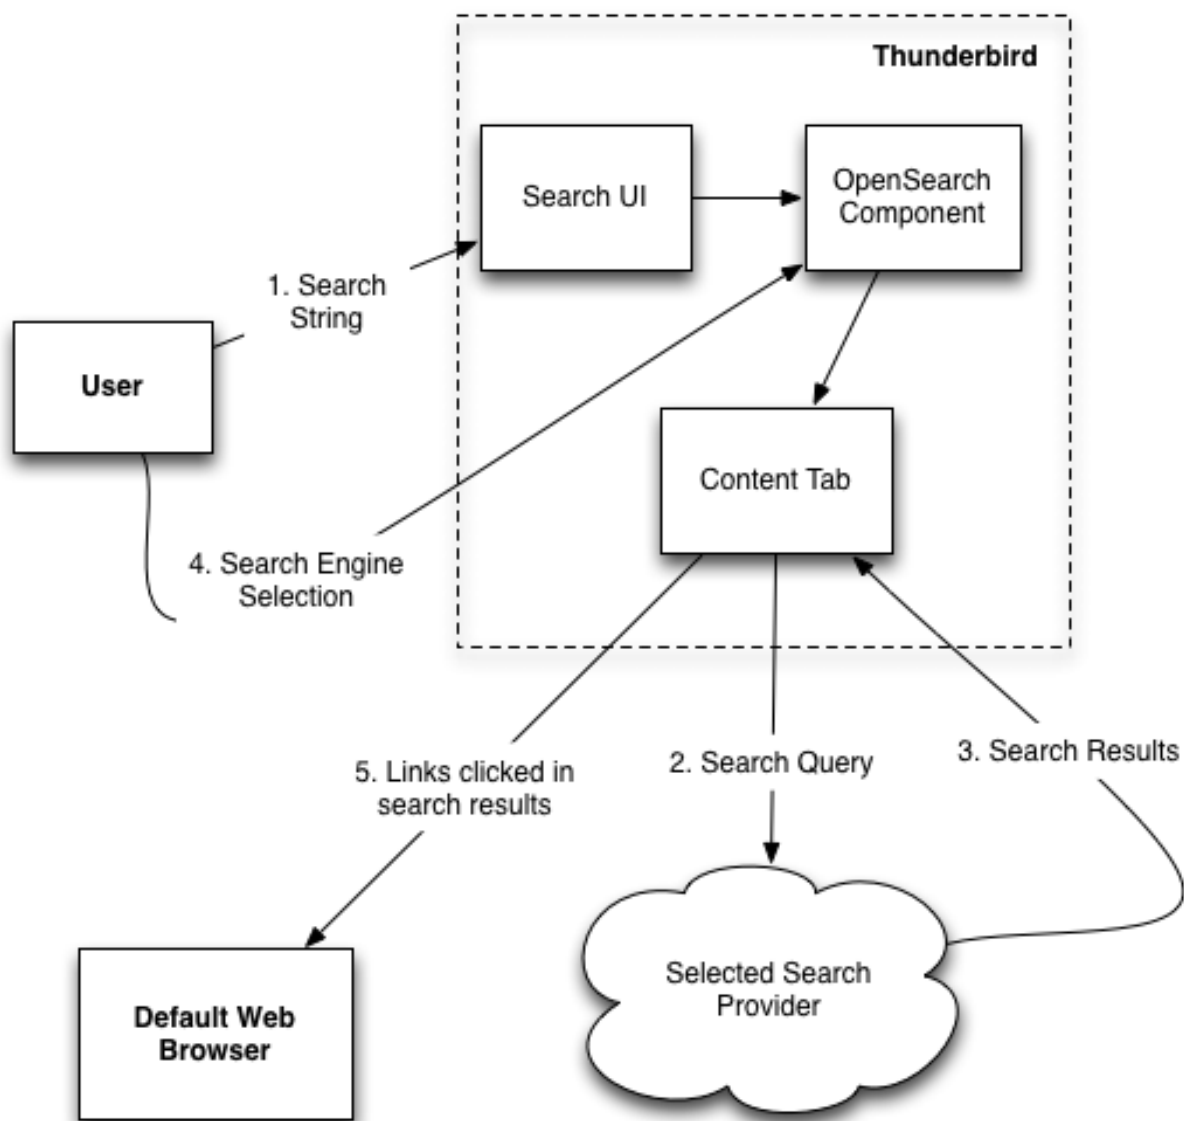 Thunderbird
Search UI
OpenSearch
Component
1. Search
String
User
Content Tab
4. Search Engine
Selection
5. Links clicked in
search results
2. Search Query
3. Search Results
Selected Search
Provider
Default Web
Browser